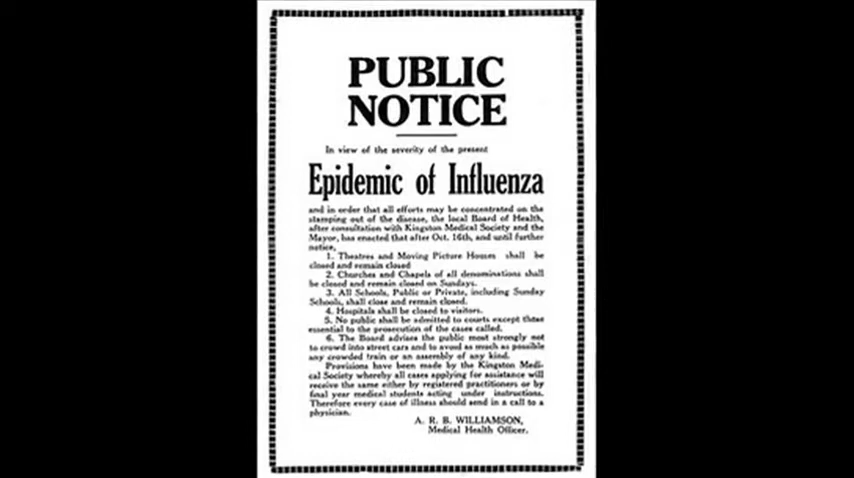 PUBLIC
NOTICE
In view of the severity of the present
Epidemic of Influenza
and in order that all efforts may be concentrated on the
stamping out of the disease, the local Board of Health,
after consultation with Kingston Medical Society and the
Mayor, has enacted that after Oct. 16th, and until further
notice,
1. Theatres and Moving Picture Houses shall be
closed and remain closed
2. Churches and Chapels of all denominations shall
be closed and remain closed on Sundays.
3. All Schools, Public or Private, including Sunday
Schools, shall close and remain closed.
4. Hospitals shall be closed to visitors.
5. No public shall be admitted to courts except those
essential to the prosecution of the cases called.
6. The Board advises the public most strongly not
to crowd into street cars and to avoid as much as possible
any crowded train or an assembly of any kind.
Provisions have been made by the Kingston Medi-
cal Society whereby all cases applying for assistance will
receive the same either by registered practitioners or by
final year medical students acting under instructions.
Therefore every case of illness should send in a call to a
physician.
A. R. B. WILLIAMSON,
Medical Health Officer.